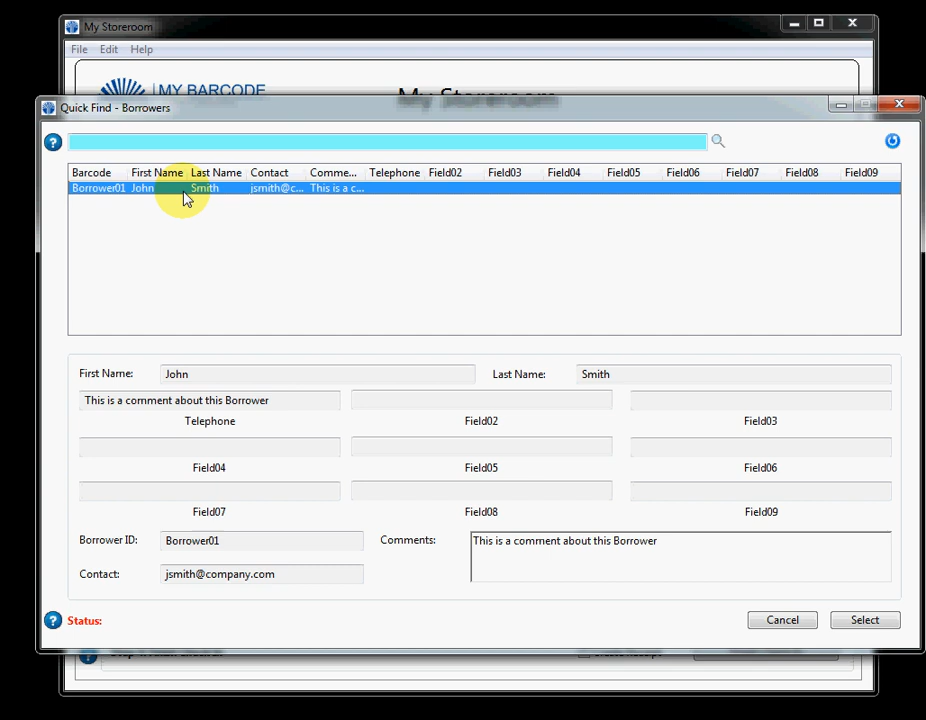 My Storeroom
File Edit Help
MY BARCODE
My Storeroom
Quick Find - Borrowers
Barcode First Name Last Name Contact Comme... Telephone Field02 Field03 Field04 Field05 Field06 Field07 Field08 Field09
Borrower01 John Smith jsmith@c... This is a c...
First Name: John Last Name: Smith
This is a comment about this Borrower
Telephone Field02 Field03
Field04 Field05 Field06
Field07 Field08 Field09
Borrower ID: Borrower01 Comments: This is a comment about this Borrower
Contact: jsmith@company.com
Status: Cancel Select